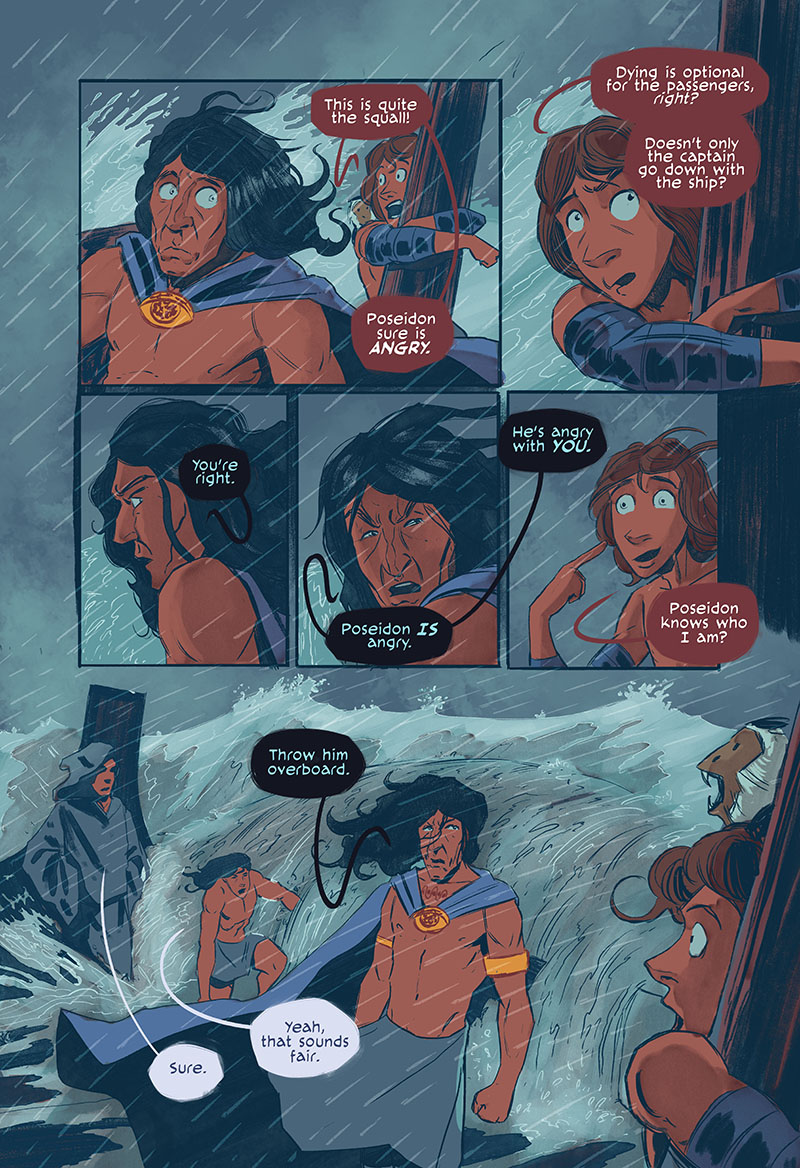 This is quite
the squall!
Poseidon
sure is
ANGRY.
Dying is optional
for the passengers,
right?
Doesn't only
the captain
go down with
the ship?
You're
right.
Poseidon IS
angry.
He's angry
with YOU.
Poseidon
knows who
I am?
Throw him
overboard.
Sure.
Yeah,
that sounds
fair.